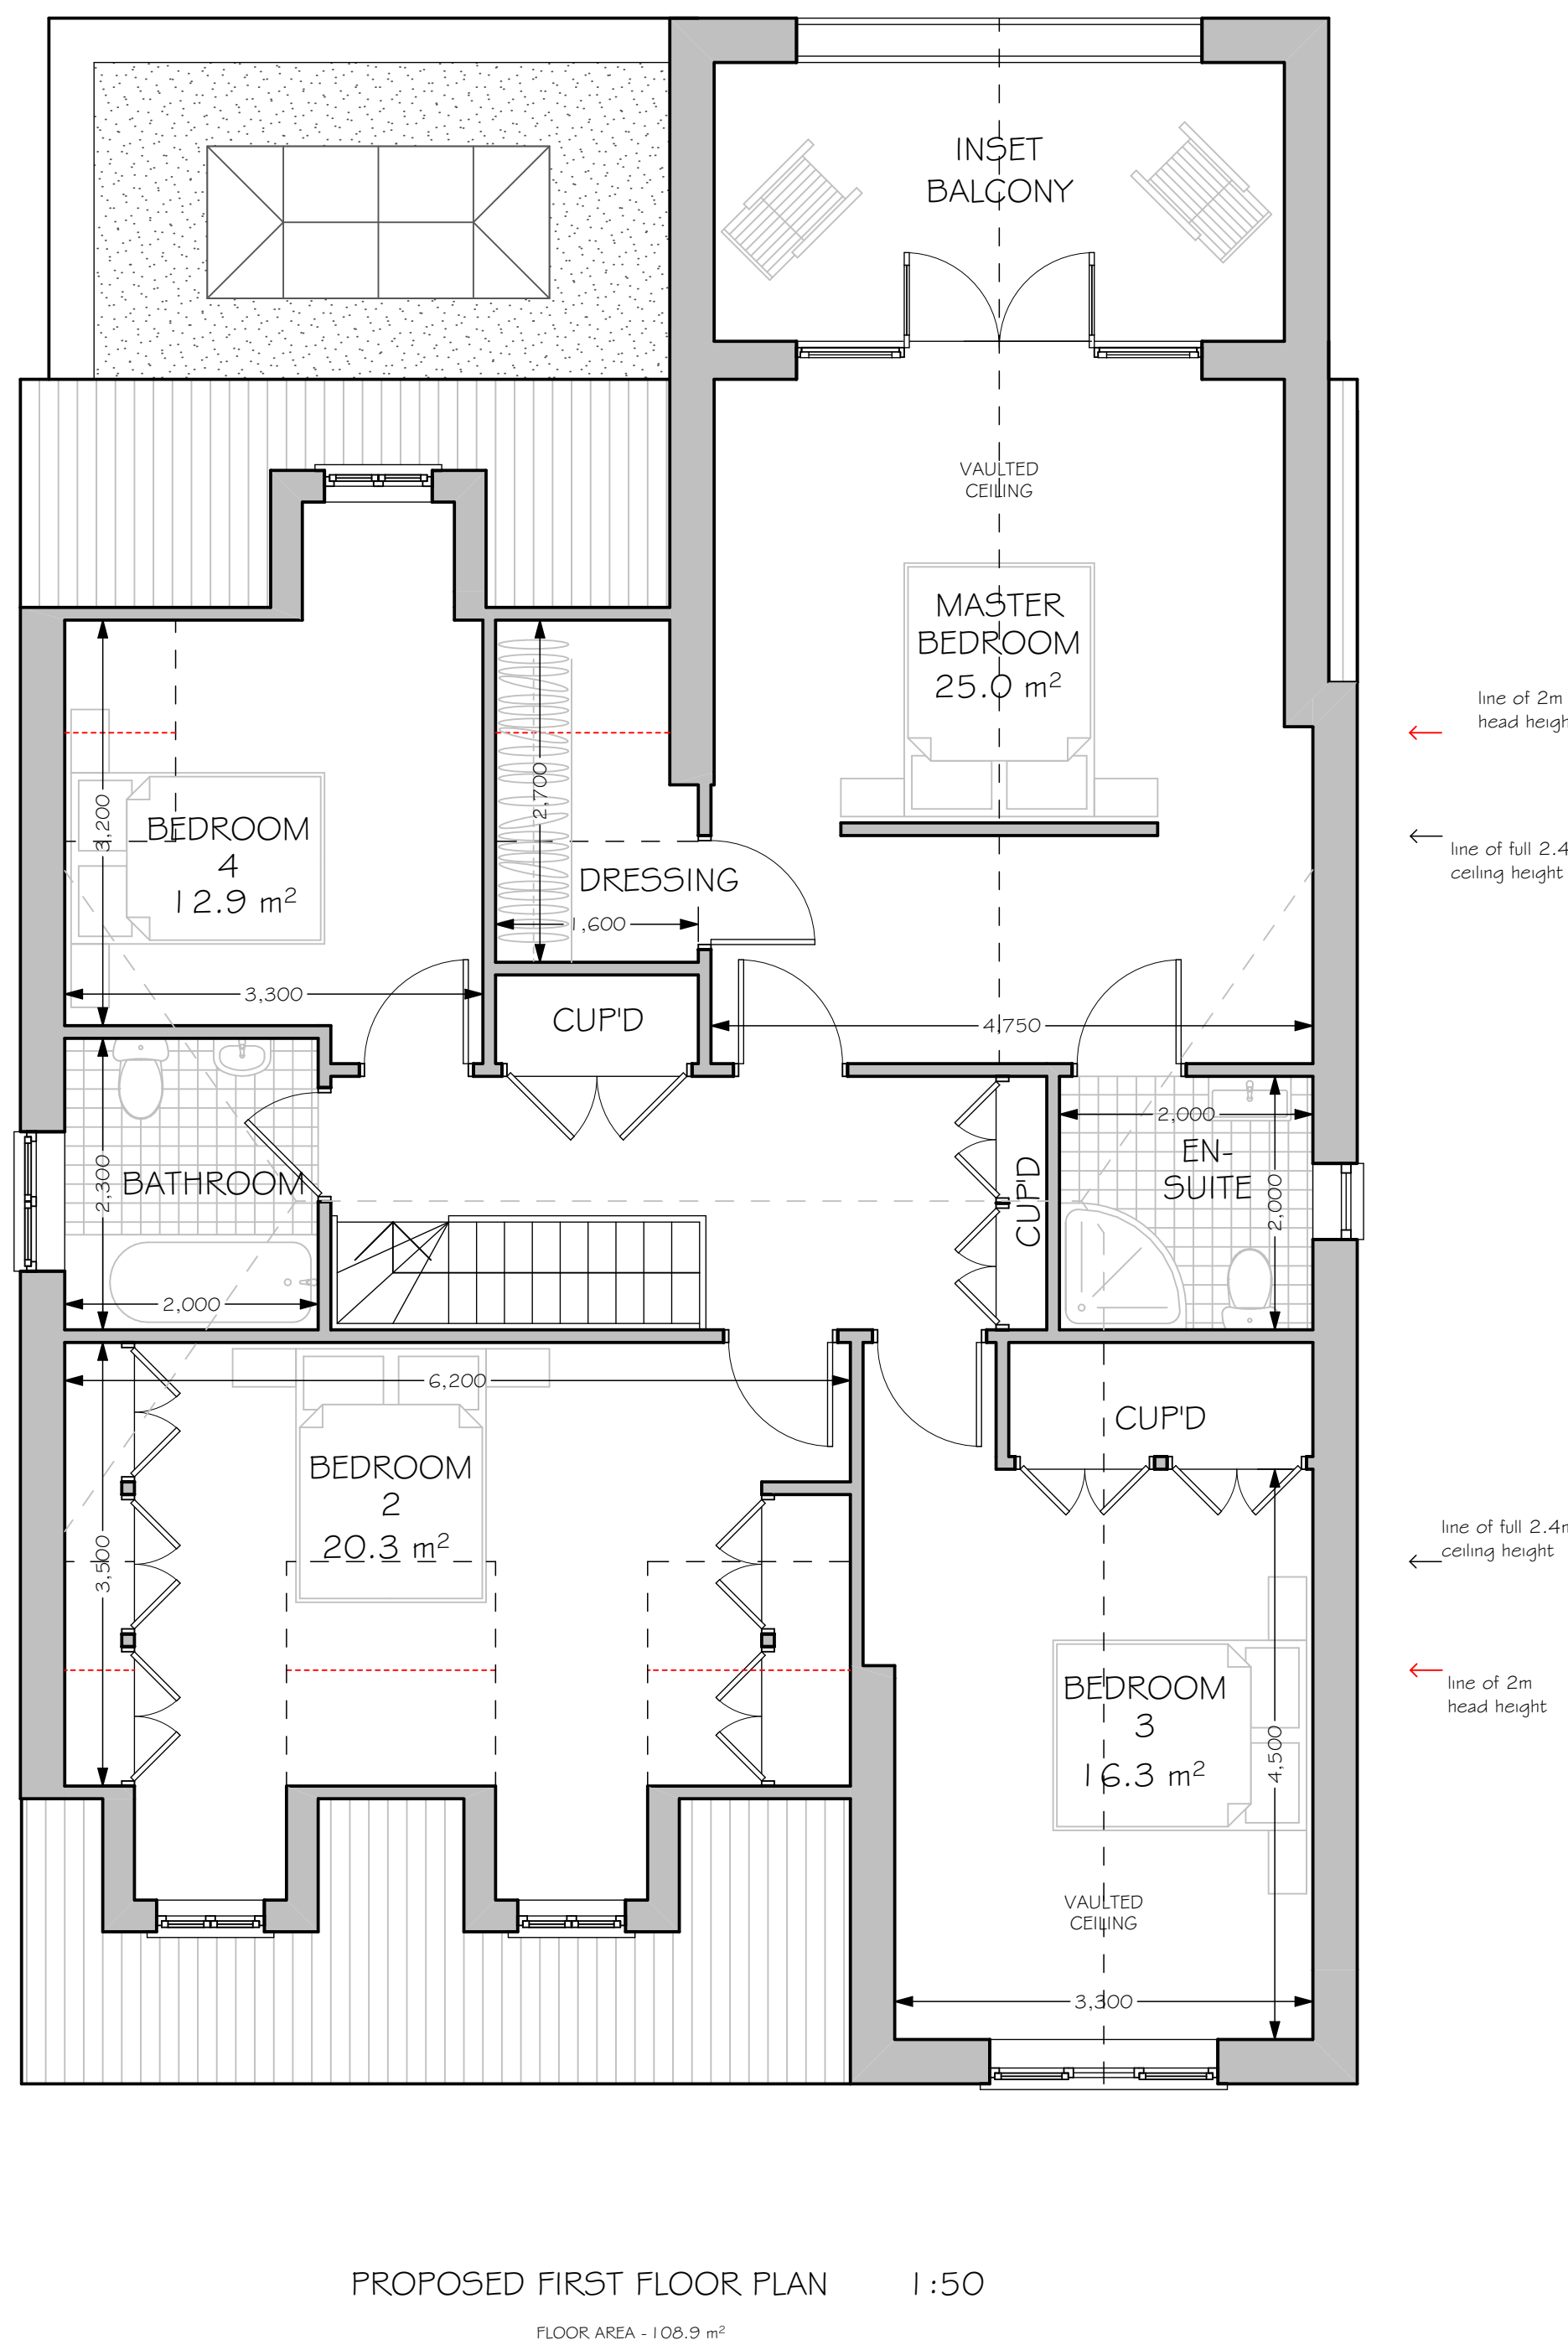 INSET
BALCONY
VAULTED
CEILING
MASTER
BEDROOM
25.0 m²
line of 2m
line of full
ceiling height
BEDROOM
4
12.9 m²
3,200
3,300
2,700
DRESSING
1,600
CUP'D
4,750
BATHROOM
2,300
2,000
CUP'D
2,000
EN-
SUITE
2,000
6,200
BEDROOM
2
20.3 m²
3,500
CUP'D
line of full
ceiling height
BEDROOM
3
16.3 m²
4,500
line of 2m
head height
VAULTED
CEILING
3,300
PROPOSED FIRST FLOOR PLAN 1:50
FLOOR AREA - 108.9 m²